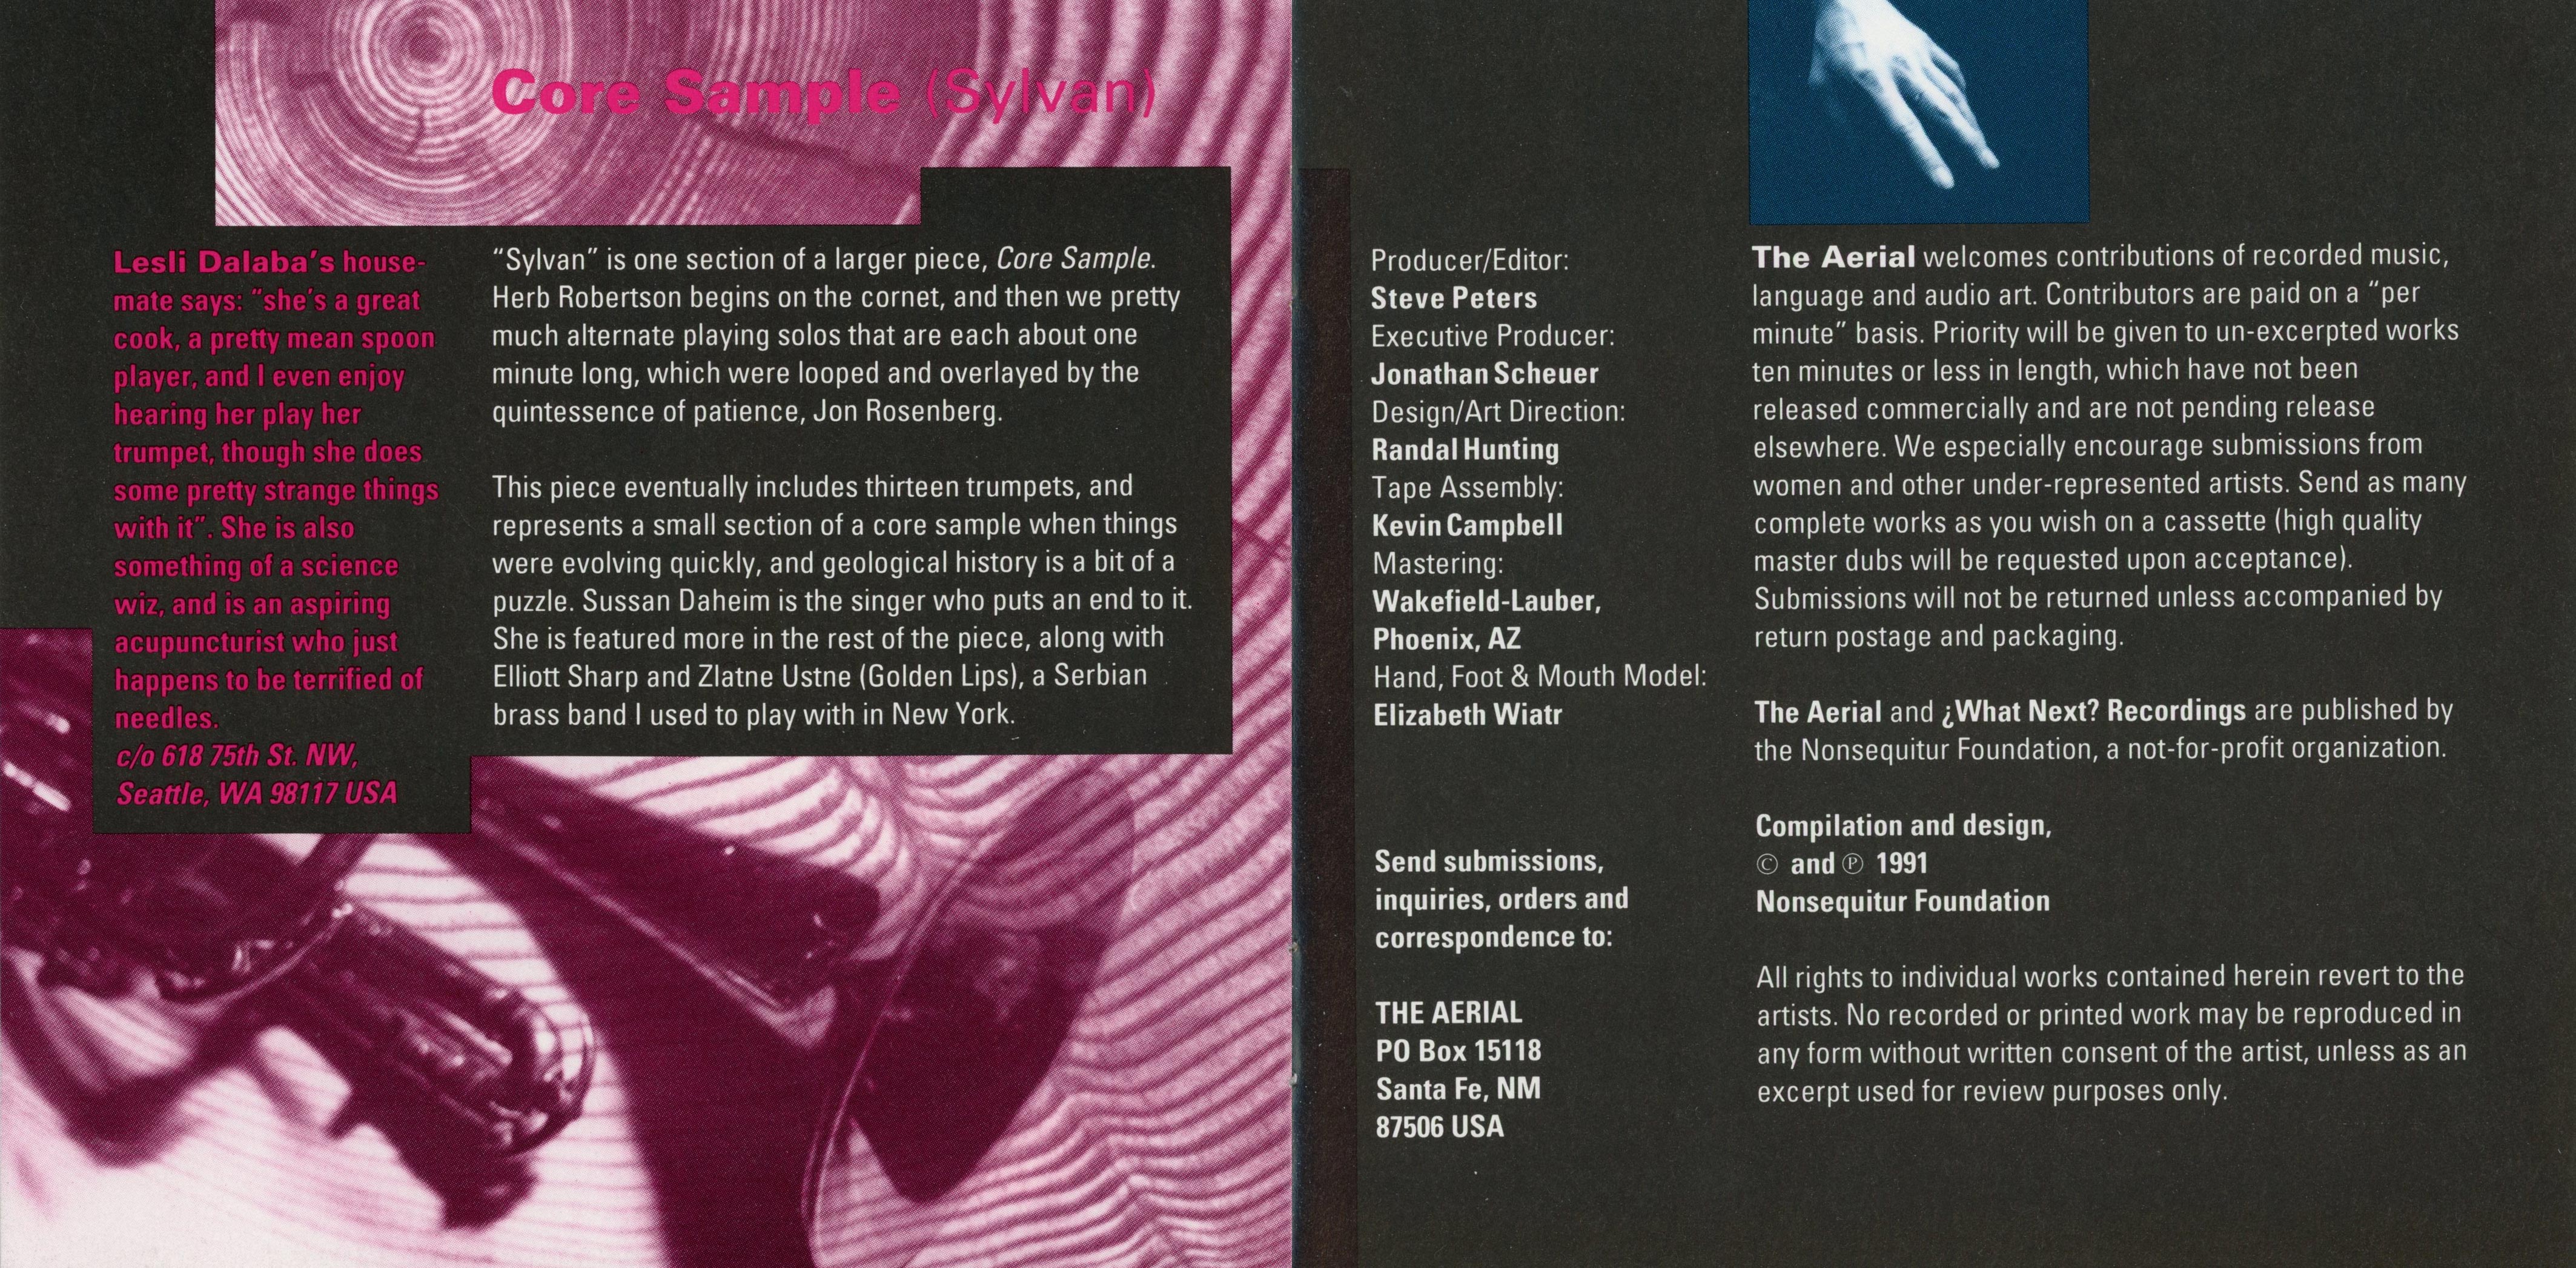 Core Sample (Sylvan)
Lesli Dalaba's house-
mate says: "she's a great
cook, a pretty mean spoon
player, and I even enjoy
hearing her play her
trumpet, though she does
some pretty strange things
with it". She is also
something of a science
wiz, and is an aspiring
acupuncturist who just
happens to be terrified of
needles.
c/o 618 75th St. NW,
Seattle, WA 98117 USA
"Sylvan" is one section of a larger piece, Core Sample.
Herb Robertson begins on the cornet, and then we pretty
much alternate playing solos that are each about one
minute long, which were looped and overlayed by the
quintessence of patience, Jon Rosenberg.
This piece eventually includes thirteen trumpets, and
represents a small section of a core sample when things
were evolving quickly, and geological history is a bit of a
puzzle. Sussan Daheim is the singer who puts an end to it.
She is featured more in the rest of the piece, along with
Elliott Sharp and Zlatne Ustne (Golden Lips), a Serbian
brass band I used to play with in New York.
Producer/Editor:
Steve Peters
Executive Producer:
Jonathan Scheuer
Design/Art Direction:
Randal Hunting
Tape Assembly:
Kevin Campbell
Mastering:
Wakefield-Lauber,
Phoenix, AZ
Hand, Foot & Mouth Model:
Elizabeth Wiatr
Send submissions,
inquiries, orders and
correspondence to:
THE AERIAL
PO Box 15118
Santa Fe, NM
87506 USA
The Aerial welcomes contributions of recorded music,
language and audio art. Contributors are paid on a "per
minute" basis. Priority will be given to un-excerpted works
ten minutes or less in length, which have not been
released commercially and are not pending release
elsewhere. We especially encourage submissions from
women and other under-represented artists. Send as many
complete works as you wish on a cassette (high quality
master dubs will be requested upon acceptance).
Submissions will not be returned unless accompanied by
return postage and packaging.
The Aerial and ¿What Next? Recordings are published by
the Nonsequitur Foundation, a not-for-profit organization.
Compilation and design,
© and ℗ 1991
Nonsequitur Foundation
All rights to individual works contained herein revert to the
artists. No recorded or printed work may be reproduced in
any form without written consent of the artist, unless as an
excerpt used for review purposes only.